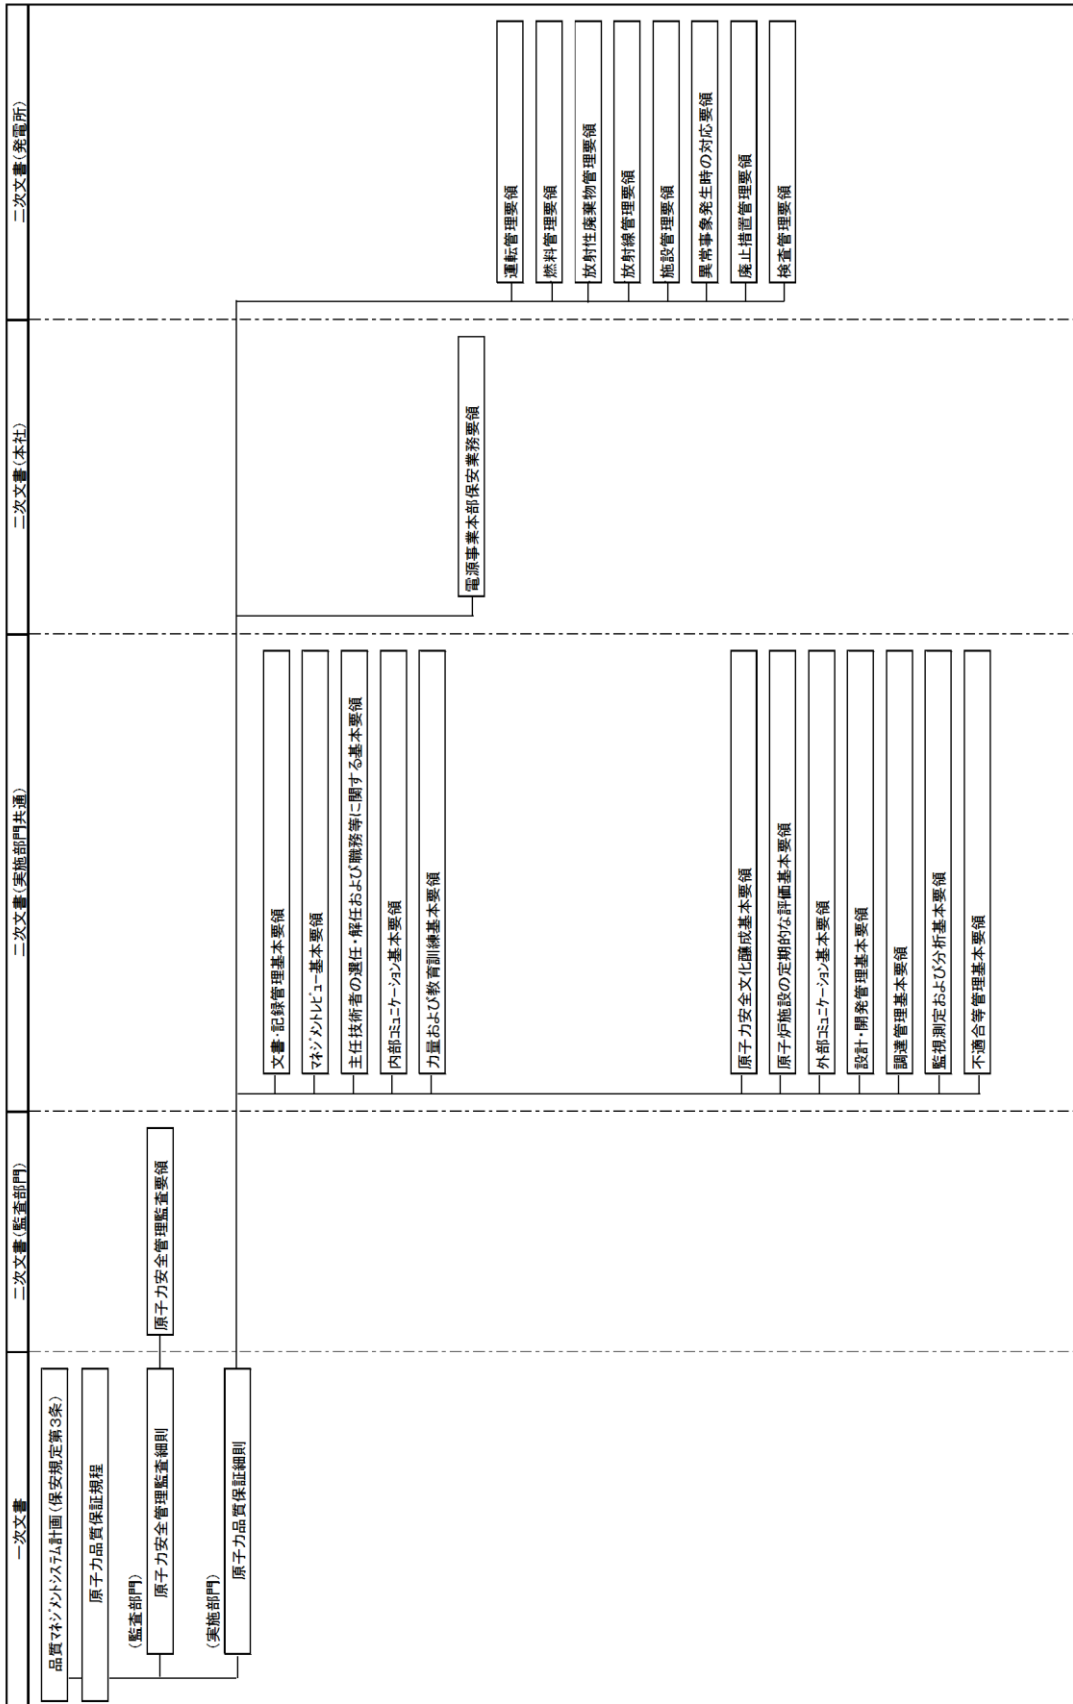 一次文書
二次文書(監査部門)
二次文書(実施部門共通)
二次文書(本社)
二次文書(発電所)
品質マネジメントシステム計画(保安規定第3条)
原子力品質保証規程
(監査部門)
原子力安全管理監査細則
(実施部門)
原子力品質保証細則
原子力安全管理監査要領
文書・記録管理基本要領
マネジメントレビュー基本要領
主任技術者の選任・解任および職務等に関する基本要領
内部コミュニケーション基本要領
力量および教育訓練基本要領
原子力安全文化醸成基本要領
原子炉施設の定期的な評価基本要領
外部コミュニケーション基本要領
設計・開発管理基本要領
調達管理基本要領
監視測定および分析基本要領
不適合等管理基本要領
電源事業本部保安業務要領
運転管理要領
燃料管理要領
放射性廃棄物管理要領
放射線管理要領
施設管理要領
異常事象発生時の対応要領
廃止措置管理要領
検査管理要領